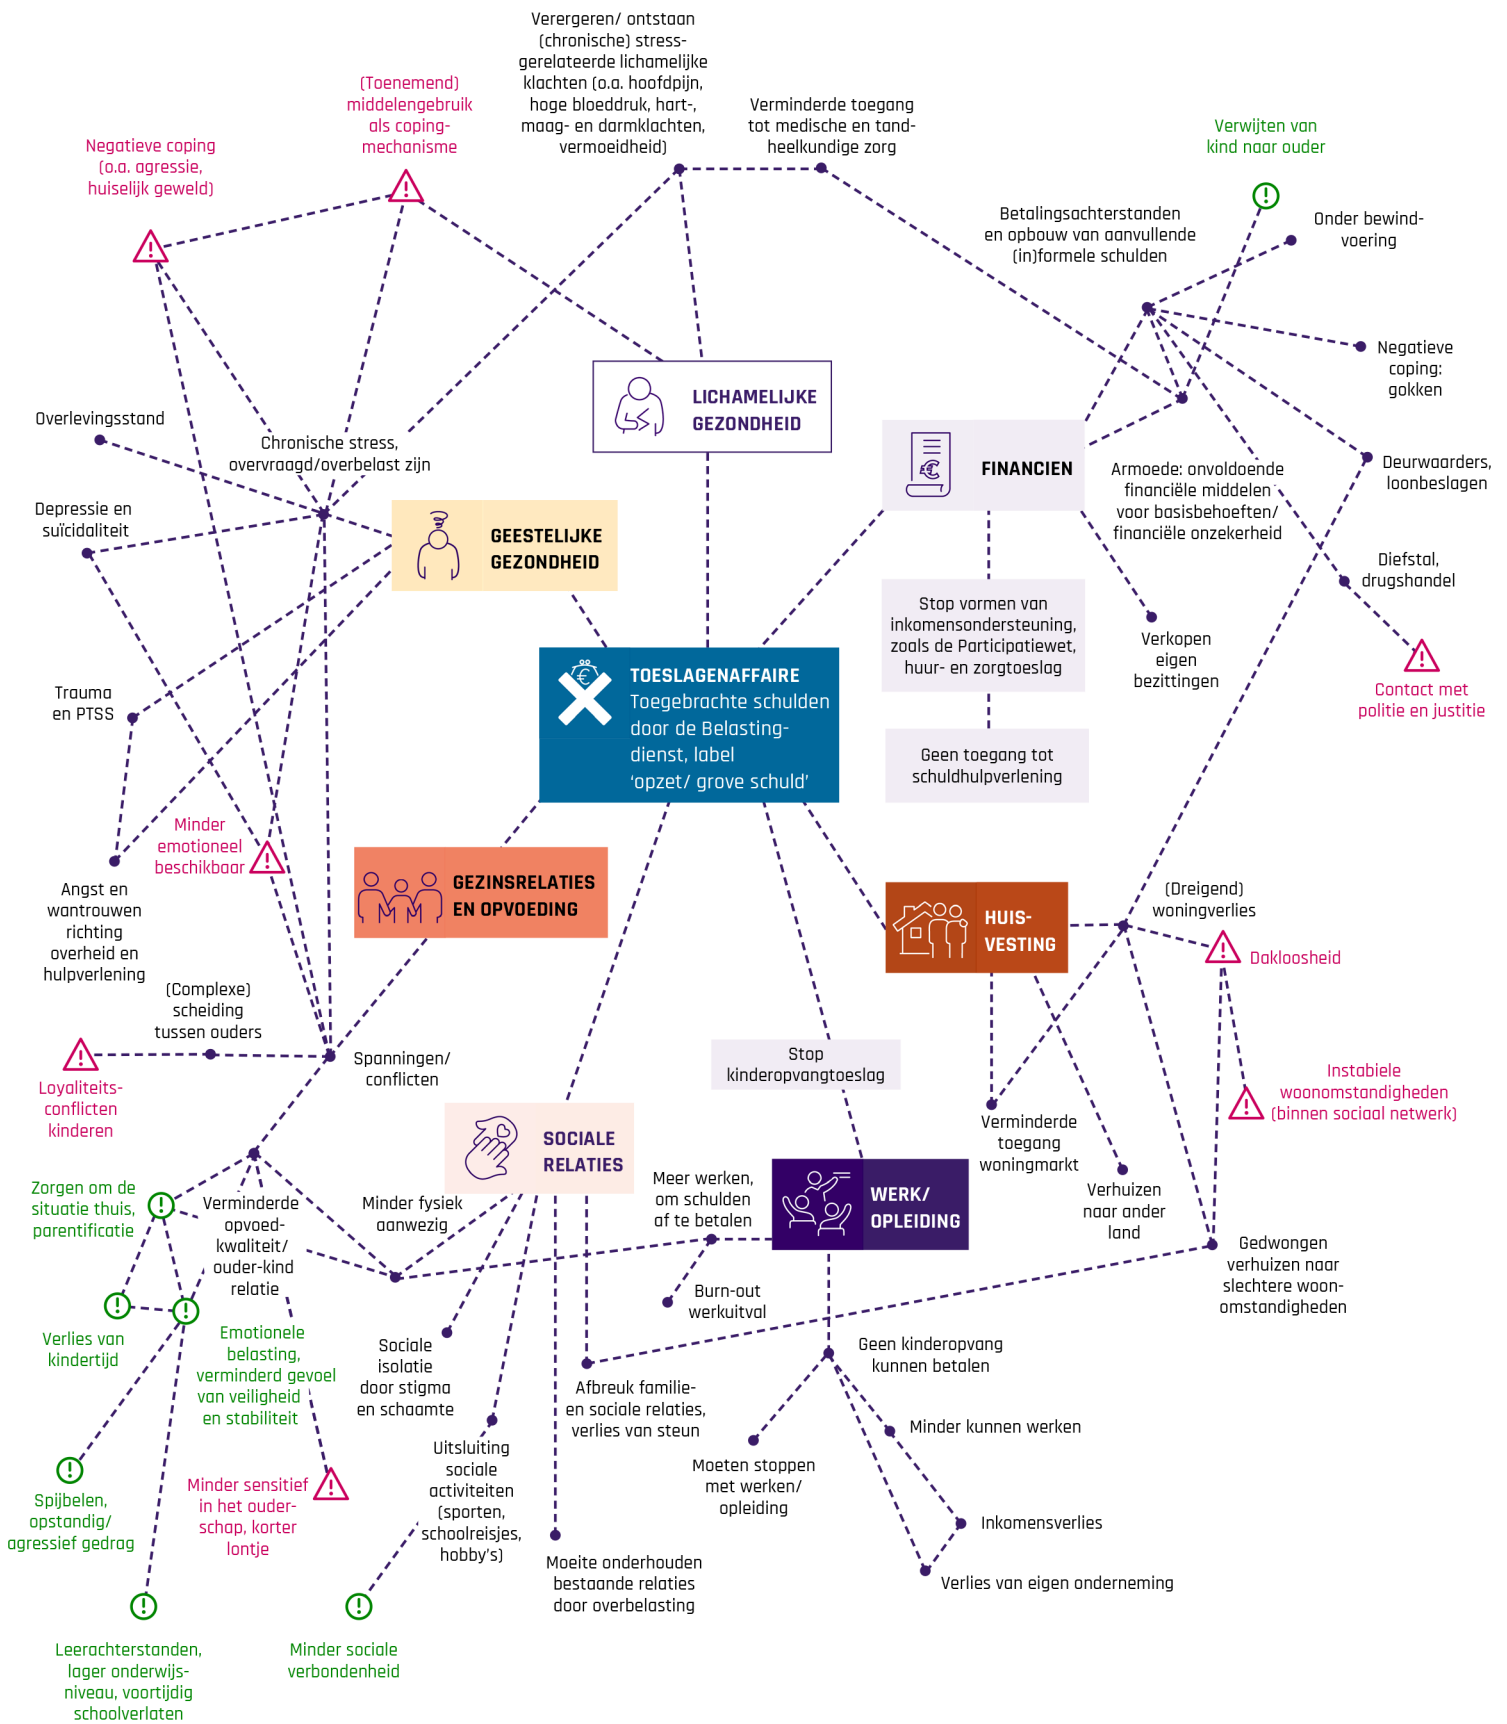 Verergeren/ ontstaan
(chronische) stress-
gerelateerde lichamelijke
klachten (o.a. hoofdpijn,
hoge bloeddruk, hart-,
maag- en darmklachten,
vermoeidheid)
(Toenemend)
middelengebruik
als coping-
mechanisme
Verminderde toegang
tot medische en tand-
heelkundige zorg
Verwijten van
kind naar ouder
Negatieve coping
(o.a. agressie,
huiselijk geweld)
Betalingsachterstanden
en opbouw van aanvullende
(in)formele schulden
Onder bewind-
voering
Negatieve
coping:
gokken
LICHAMELIJKE
GEZONDHEID
Overlevingsstand
Chronische stress,
overvraagd/overbelast zijn
FINANCIEN
Armoede: onvoldoende
financiële middelen
voor basisbehoeften/
financiële onzekerheid
Deurwaarders,
loonbeslagen
Depressie en
suïcidaliteit
GEESTELIJKE
GEZONDHEID
Diefstal,
drugshandel
Stop vormen van
inkomensondersteuning,
zoals de Participatiewet,
huur- en zorgtoeslag
Verkopen
eigen
bezittingen
Contact met
politie en justitie
Trauma
en PTSS
TOESLAGENAFFAIRE
Toegebrachte schulden
door de Belasting-
dienst, label
‘opzet/ grove schuld’
Geen toegang tot
schuldhulpverlening
Minder
emotioneel
beschikbaar
GEZINSRELATIES
EN OPVOEDING
Angst en
wantrouwen
richting
overheid en
hulpverlening
HUIS-
VESTING
(Dreigend)
woningverlies
Dakloosheid
(Complexe)
scheiding
tussen ouders
Spanningen/
conflicten
Loyaliteits-
conflicten
kinderen
Stop
kinderopvangtoeslag
Instabiele
woonomstandigheden
(binnen sociaal netwerk)
Verminderde
toegang
woningmarkt
SOCIALE
RELATIES
WERK/
OPLEIDING
Meer werken,
om schulden
af te betalen
Verhuizen
naar ander
land
Zorgen om de
situatie thuis,
parentificatie
Verminderde
opvoed-
kwaliteit/
ouder-kind
relatie
Minder fysiek
aanwezig
Gedwongen
verhuizen naar
slechtere woon-
omstandigheden
Burn-out
werkuitval
Verlies van
kindertijd
Emotionele
belasting,
verminderd gevoel
van veiligheid
en stabiliteit
Sociale
isolatie
door stigma
en schaamte
Geen kinderopvang
kunnen betalen
Afbreuk familie-
en sociale relaties,
verlies van steun
Minder kunnen werken
Uitsluiting
sociale
activiteiten
(sporten,
schoolreisjes,
hobby’s)
Moeten stoppen
met werken/
opleiding
Spijbelen,
opstandig/
agressief gedrag
Minder sensitief
in het ouder-
schap, korter
lontje
Inkomensverlies
Moeite onderhouden
bestaande relaties
door overbelasting
Verlies van eigen onderneming
Leerachterstanden,
lager onderwijs-
niveau, voortijdig
schoolverlaten
Minder sociale
verbondenheid